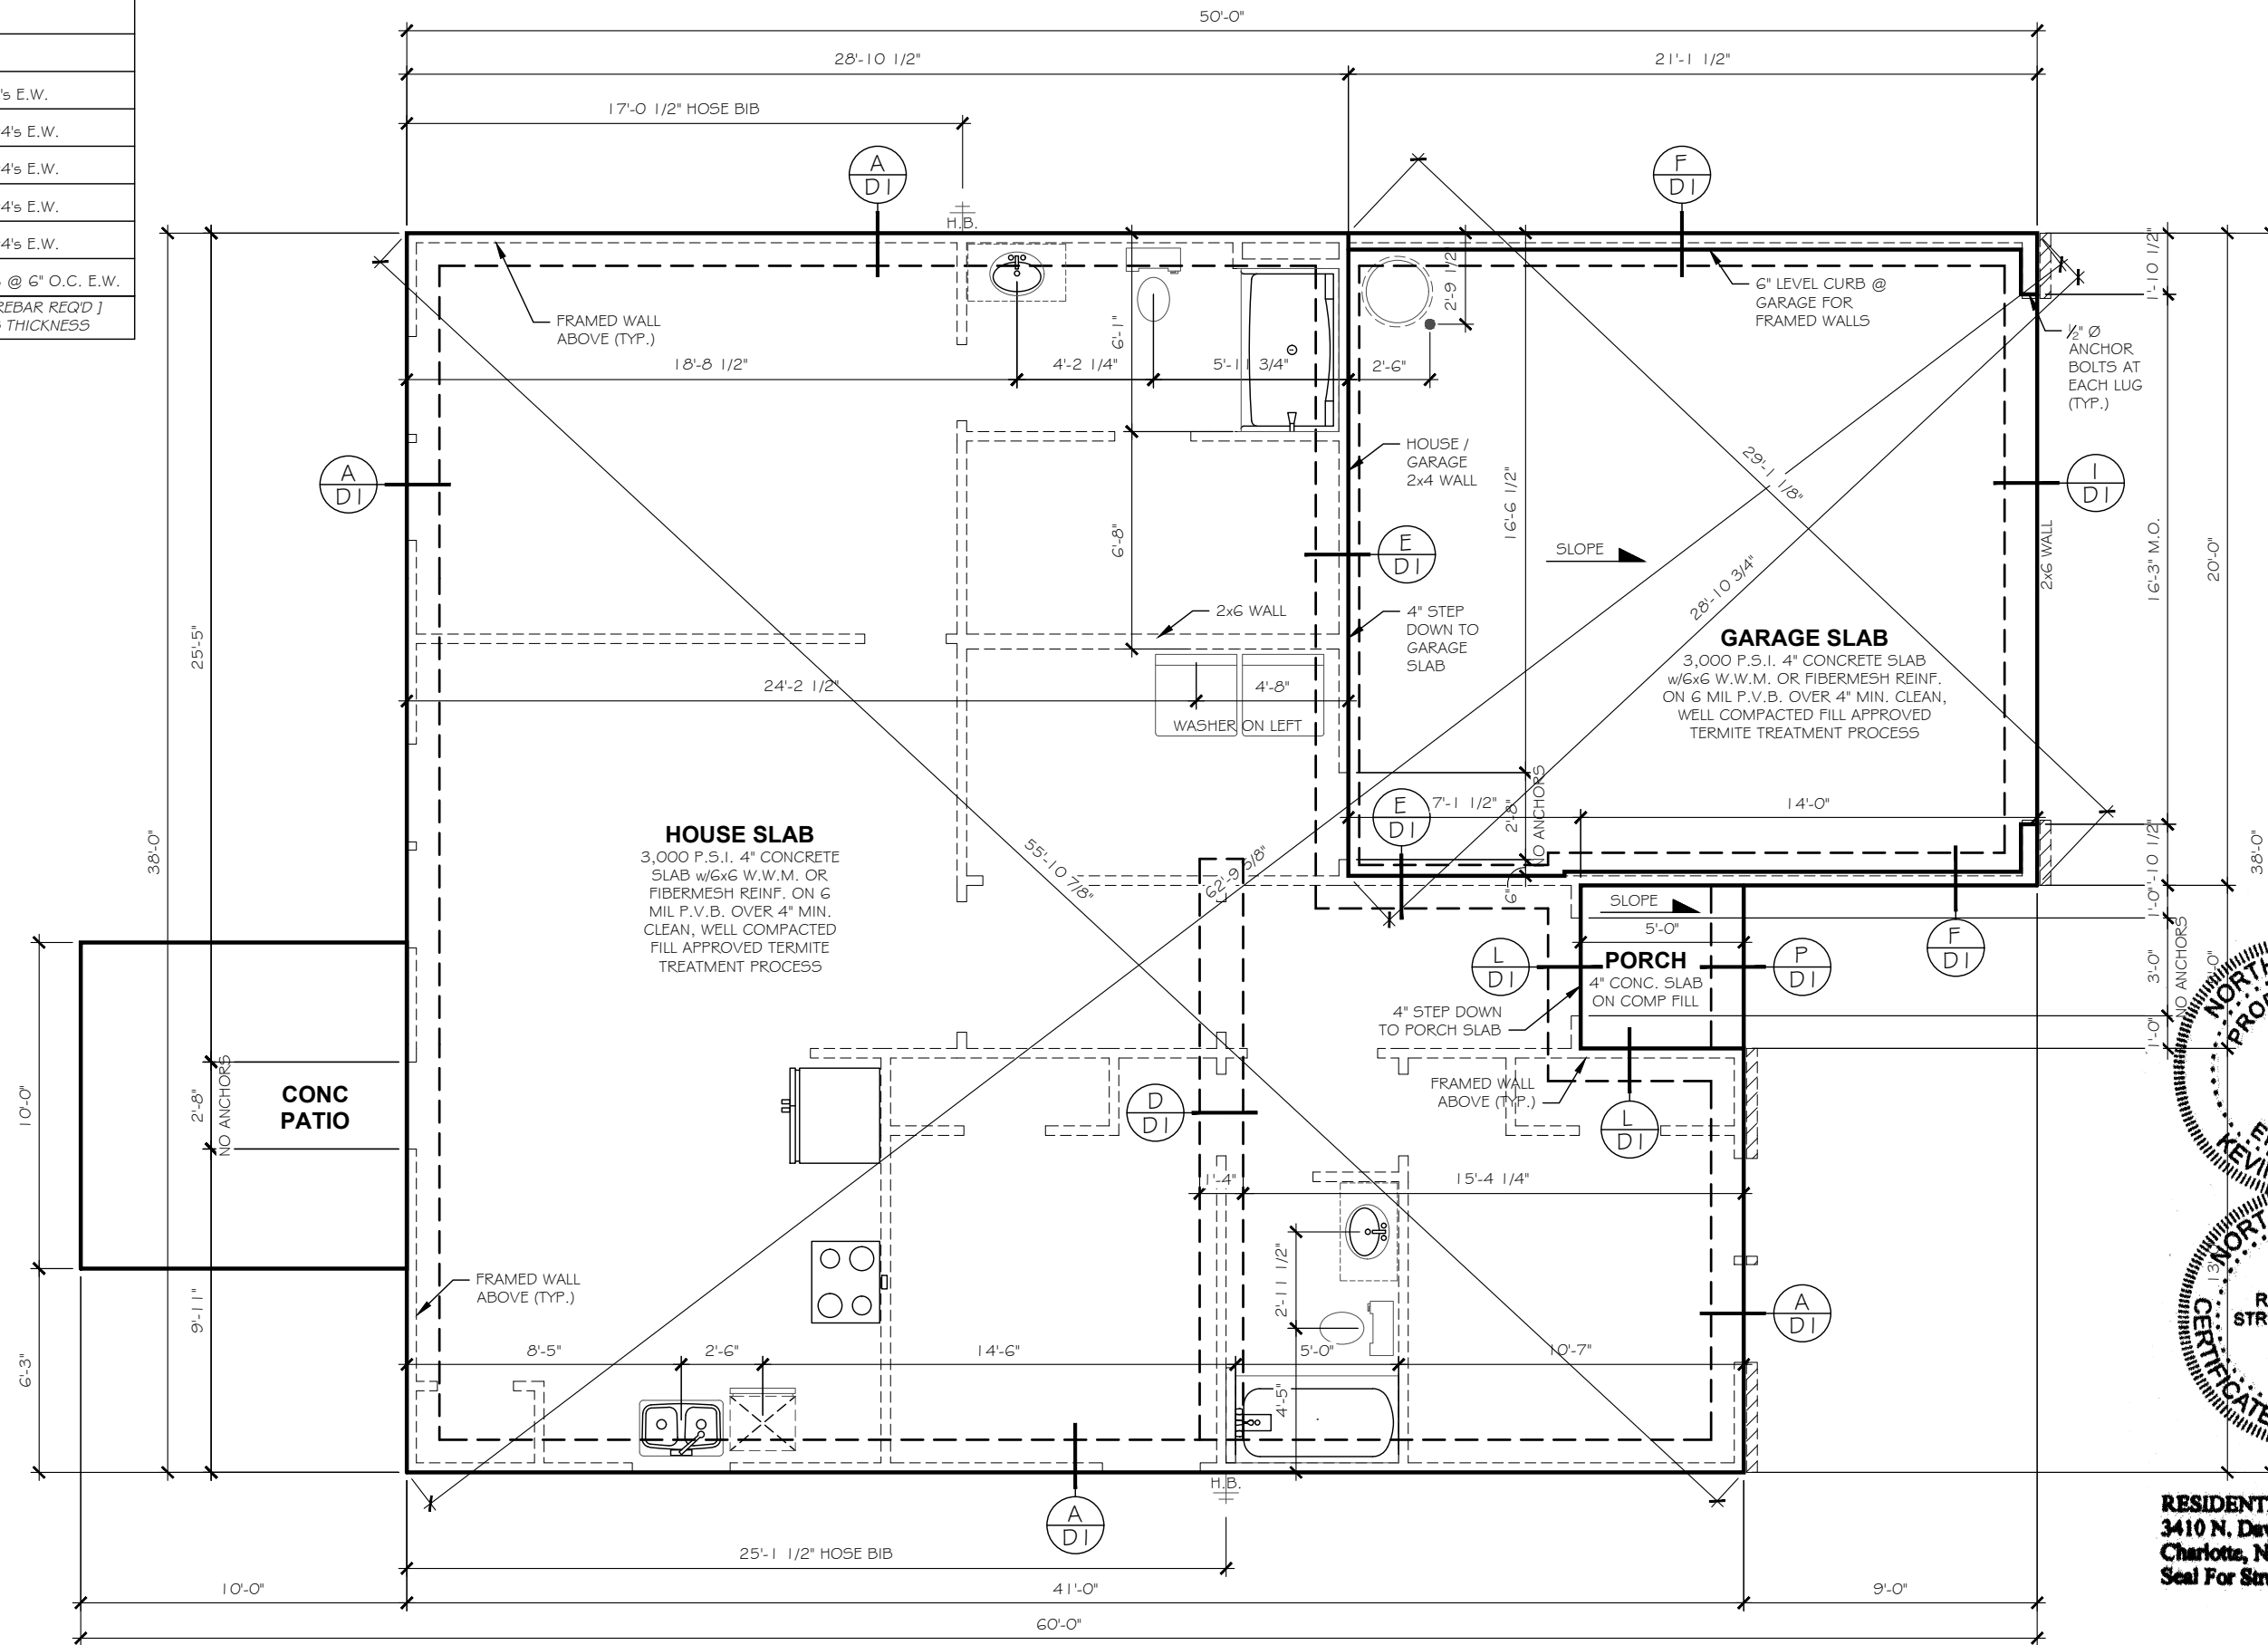 50'-0"
28'-10 1/2"
21'-1 1/2"
17'-0 1/2" HOSE BIB
's E.W.
4's E.W.
4's E.W.
4's E.W.
4's E.W.
@ 6" O.C. E.W.
REBAR REQ'D ]
THICKNESS
A
D1
F
D1
H.B.
FRAMED WALL
ABOVE (TYP.)
6'-1"
2'-9 1/2"
6" LEVEL CURB @
GARAGE FOR
FRAMED WALLS
1'-10 1/2"
½" Ø
ANCHOR
BOLTS AT
EACH LUG
(TYP.)
18'-8 1/2"
4'-2 1/4"
5'-11 3/4"
2'-6"
A
D1
HOUSE /
GARAGE
2x4 WALL
16'-6 1/2"
29'-1 1/8"
I
D1
6'-8"
E
D1
SLOPE
28'-10 3/4"
2x6 WALL
16'-3" M.O.
20'-0"
25'-5"
2x6 WALL
4" STEP
DOWN TO
GARAGE
SLAB
GARAGE SLAB
3,000 P.S.I. 4" CONCRETE SLAB
w/6x6 W.W.M. OR FIBERMESH REINF.
ON 6 MIL P.V.B. OVER 4" MIN. CLEAN,
WELL COMPACTED FILL APPROVED
TERMITE TREATMENT PROCESS
24'-2 1/2"
4'-8"
WASHER ON LEFT
38'-0"
HOUSE SLAB
3,000 P.S.I. 4" CONCRETE
SLAB w/6x6 W.W.M. OR
FIBERMESH REINF. ON 6
MIL P.V.B. OVER 4" MIN.
CLEAN, WELL COMPACTED
FILL APPROVED TERMITE
TREATMENT PROCESS
55'-10 7/8"
62'-9 5/8"
E
D1
7'-1 1/2"
2'-8"
NO ANCHORS
14'-0"
1'-10 1/2"
38'-0"
6"
SLOPE
5'-0"
1'-0"
F
D1
L
D1
PORCH
4" CONC. SLAB
ON COMP FILL
P
D1
3'-0"
NO ANCHORS
4" STEP DOWN
TO PORCH SLAB
1'-0"
10'-0"
2'-8"
NO ANCHORS
CONC
PATIO
FRAMED WALL
ABOVE (TYP.)
D
D1
L
D1
NORTH
KEVI
1'-4"
15'-4 1/4"
2'-11 1/2"
FRAMED WALL
ABOVE (TYP.)
A
D1
NORT
STR
CERTIFICATE
9'-11"
6'-3"
8'-5"
2'-6"
14'-6"
5'-0"
10'-7"
4'-5"
H.B.
A
D1
RESIDENT
3410 N. Dav
Charlotte, N
Seal For Str
25'-1 1/2" HOSE BIB
10'-0"
41'-0"
9'-0"
60'-0"